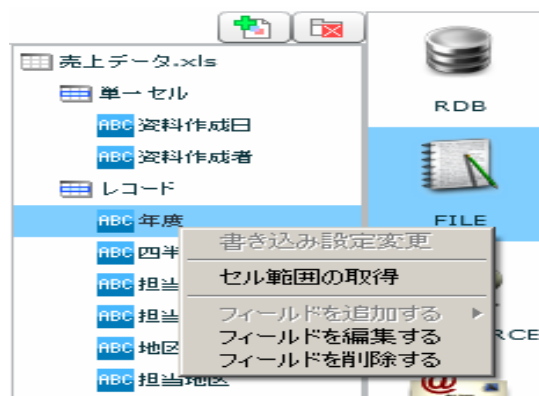 売上データ.xls
単一セル
RDB
ABC 資料作成日
ABC 資料作成者
レコード
ABC 年度
FILE
書き込み設定変更
ABC 四半
セル範囲の取得
ABC 担当
ABC 担当
フィールドを追加する
RCE
フィールドを編集する
ABC 地区
フィールドを削除する
ABC 担当地区